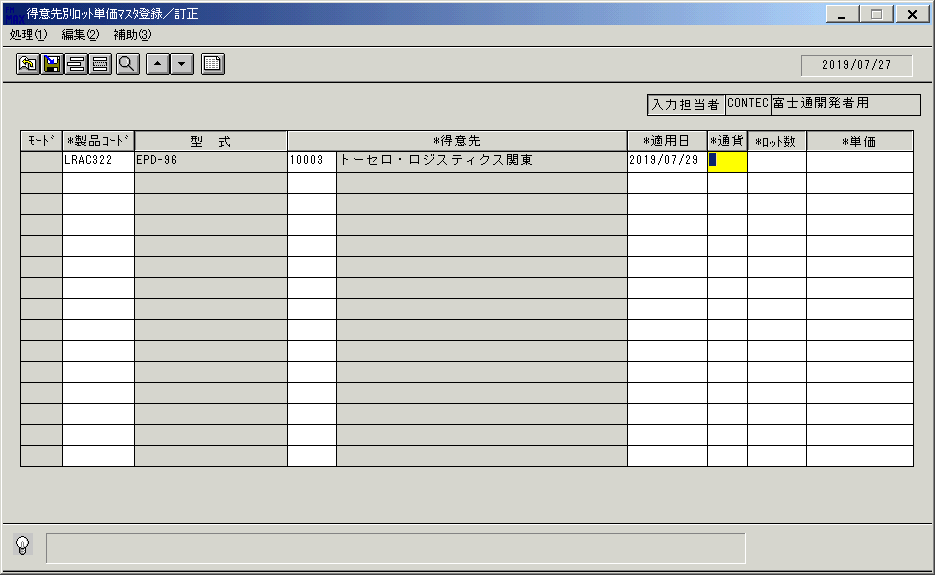 得意先別ﾛｯﾄ単価ﾏｽﾀ登録／訂正
処理(1) 編集(2) 補助(3)
2019/07/27
入力担当者 CONTEC 富士通開発者用
ﾓｰﾄﾞ *製品ｺｰﾄﾞ 型 式 *得意先 *適用日 *通貨 *ﾛｯﾄ数 *単価
LRAC322 EPD-96 10003 トーセロ・ロジスティクス関東 2019/07/29